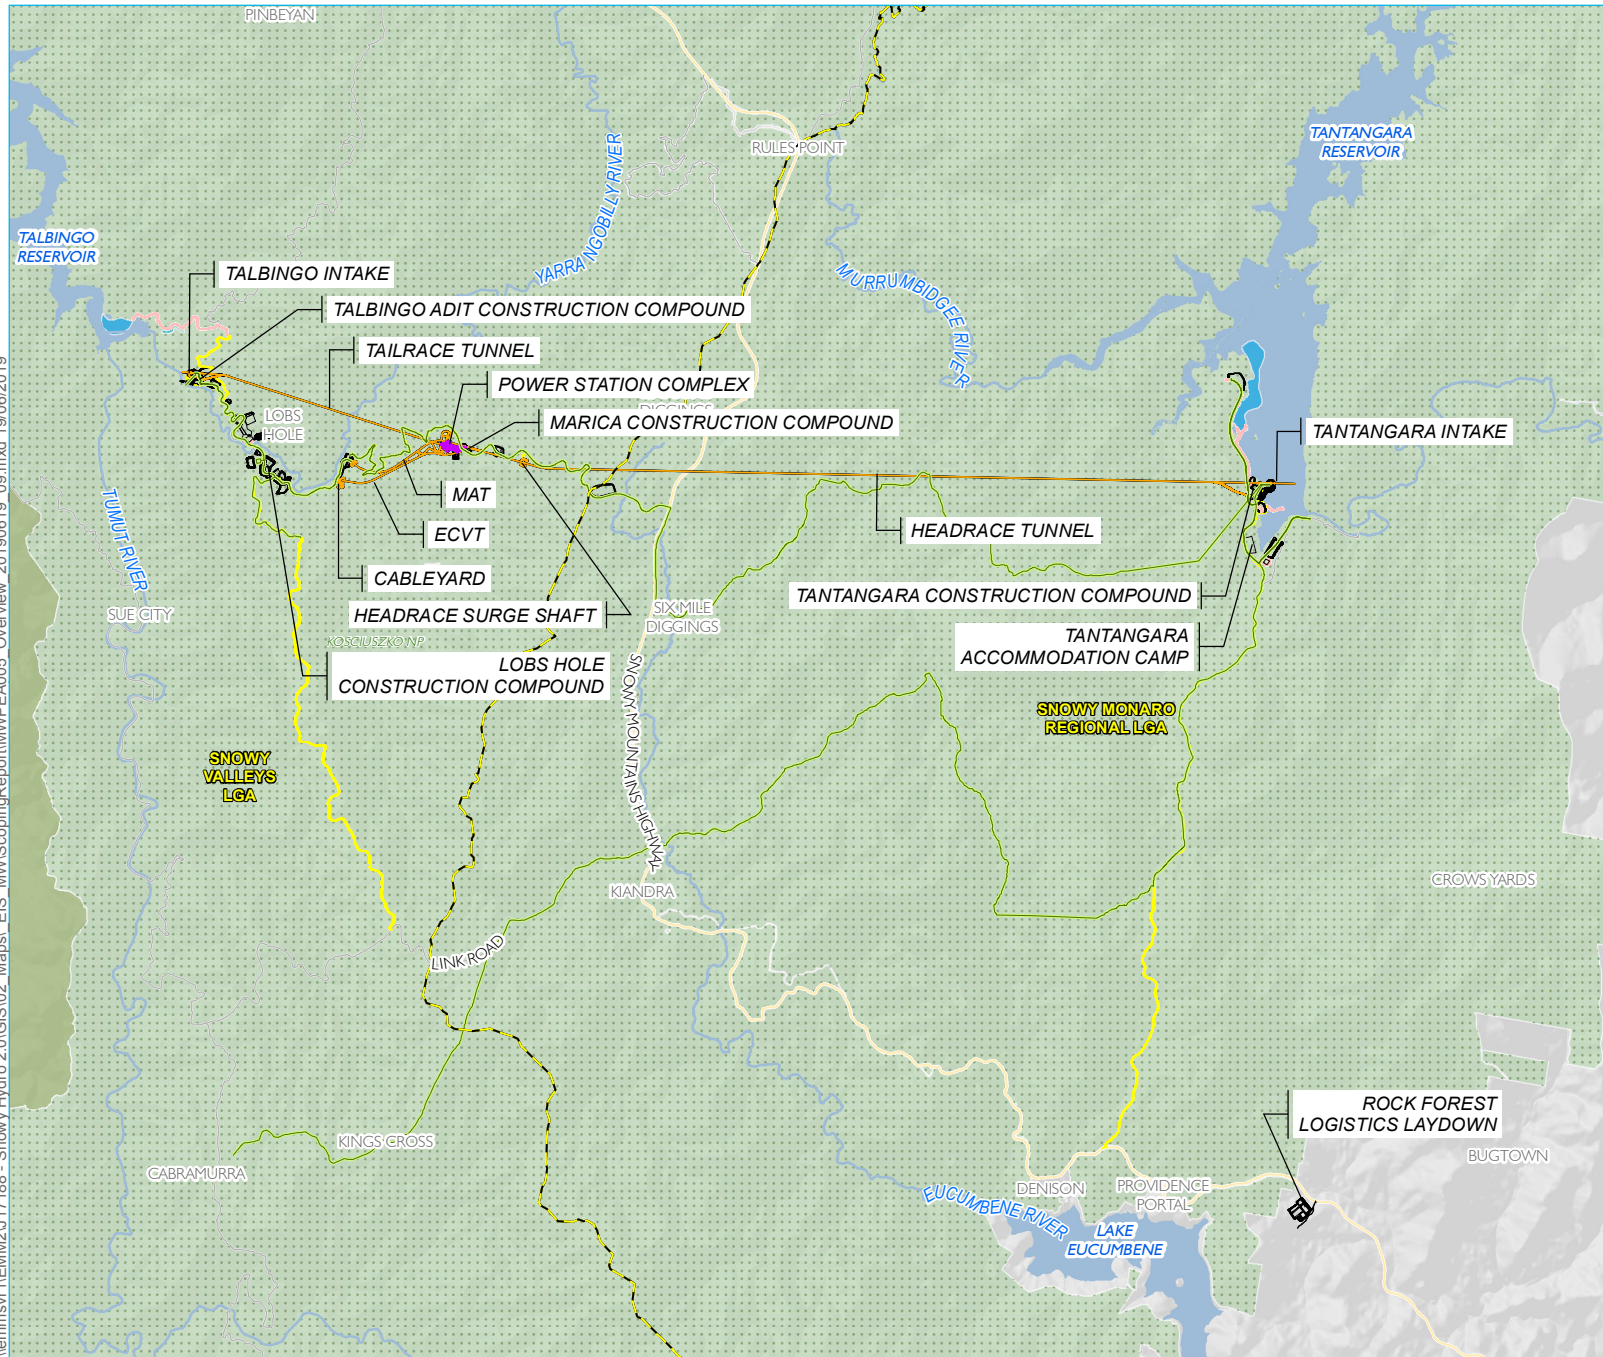 PINBEYAN
RULES POINT
TANTANGARA
RESERVOIR
YARRANGOBILLY RIVER
TALBINGO
RESERVOIR
MURRUMBIDGEE RIVER
TALBINGO INTAKE
TALBINGO ADIT CONSTRUCTION COMPOUND
TAILRACE TUNNEL
POWER STATION COMPLEX
DIGGINGS
MARICA CONSTRUCTION COMPOUND
LOBS
HOLE
TANTANGARA INTAKE
MAT
ECVT
HEADRACE TUNNEL
TUMUT RIVER
CABLEYARD
TANTANGARA CONSTRUCTION COMPOUND
HEADRACE SURGE SHAFT
SUE CITY
SIX MILE
DIGGINGS
KOSCIUSZKO NP
TANTANGARA
ACCOMMODATION CAMP
LOBS HOLE
CONSTRUCTION COMPOUND
SNOWY MOUNTAINS HIGHWAY
SNOWY MONARO
REGIONAL LGA
SNOWY
VALLEYS
LGA
KIANDRA
CROWS YARDS
LINK ROAD
ROCK FOREST
LOGISTICS LAYDOWN
KINGS CROSS
BUGTOWN
CABRAMURRA
DENISON
PROVIDENCE
PORTAL
EUCUMBENE RIVER
LAKE
EUCUMBENE